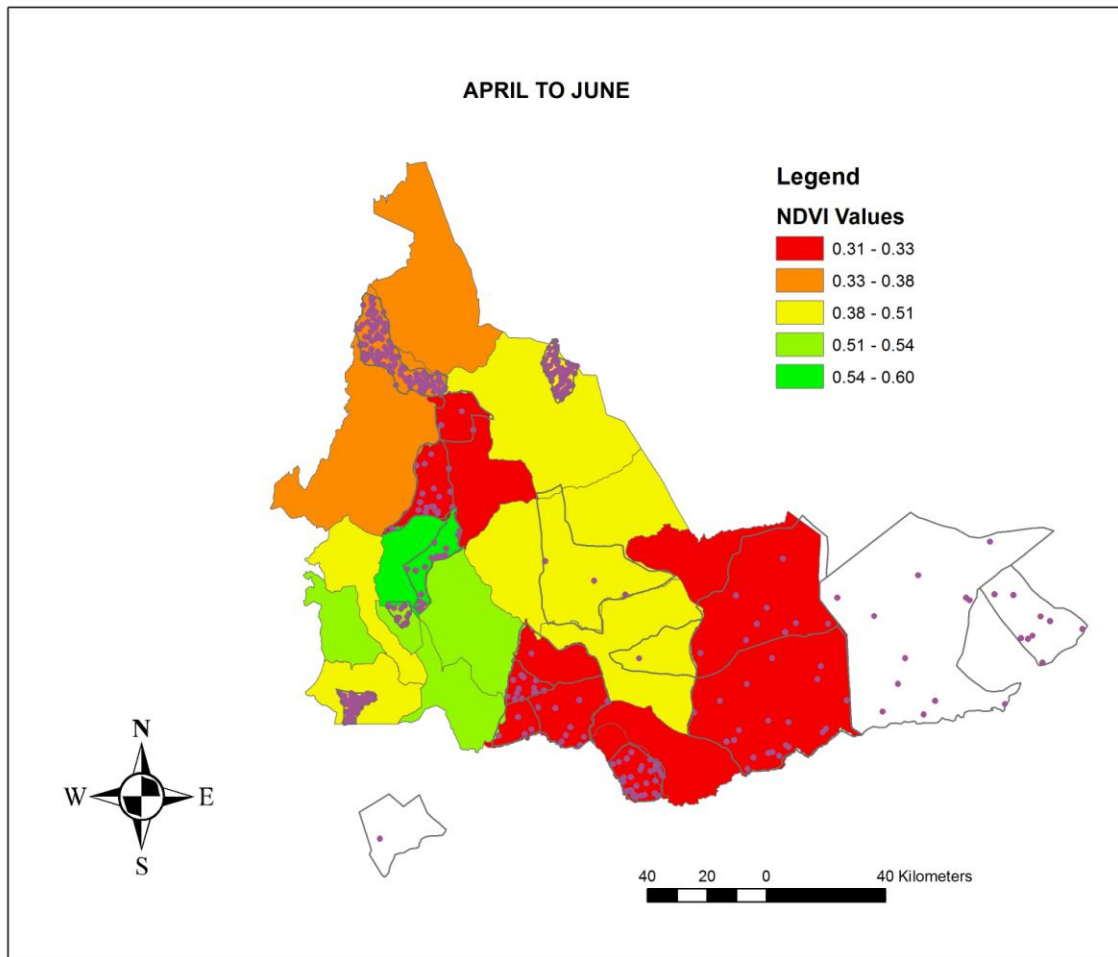 APRIL TO JUNE
Legend
NDVI Values
0.31 - 0.33
0.33 - 0.38
0.38 - 0.51
0.51 - 0.54
0.54 - 0.60
N
W E
S
40 20 0 40 Kilometers